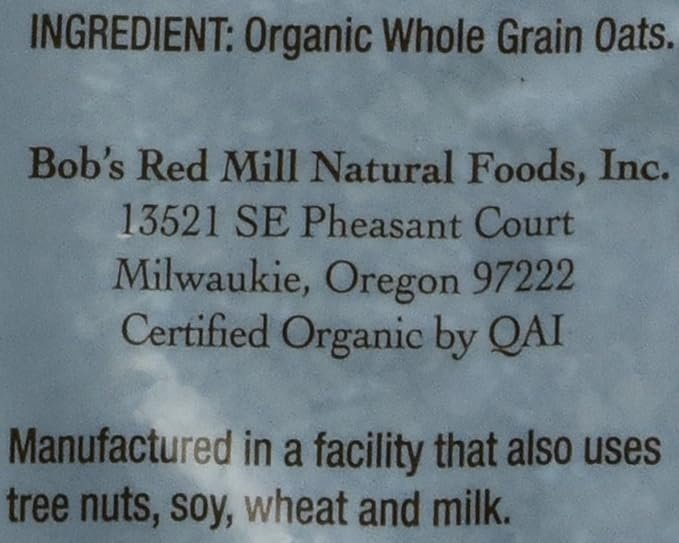 INGREDIENT: Organic Whole Grain Oats.
Bob's Red Mill Natural Foods, Inc.
13521 SE Pheasant Court
Milwaukie, Oregon 97222
Certified Organic by QAI
Manufactured in a facility that also uses
tree nuts, soy, wheat and milk.